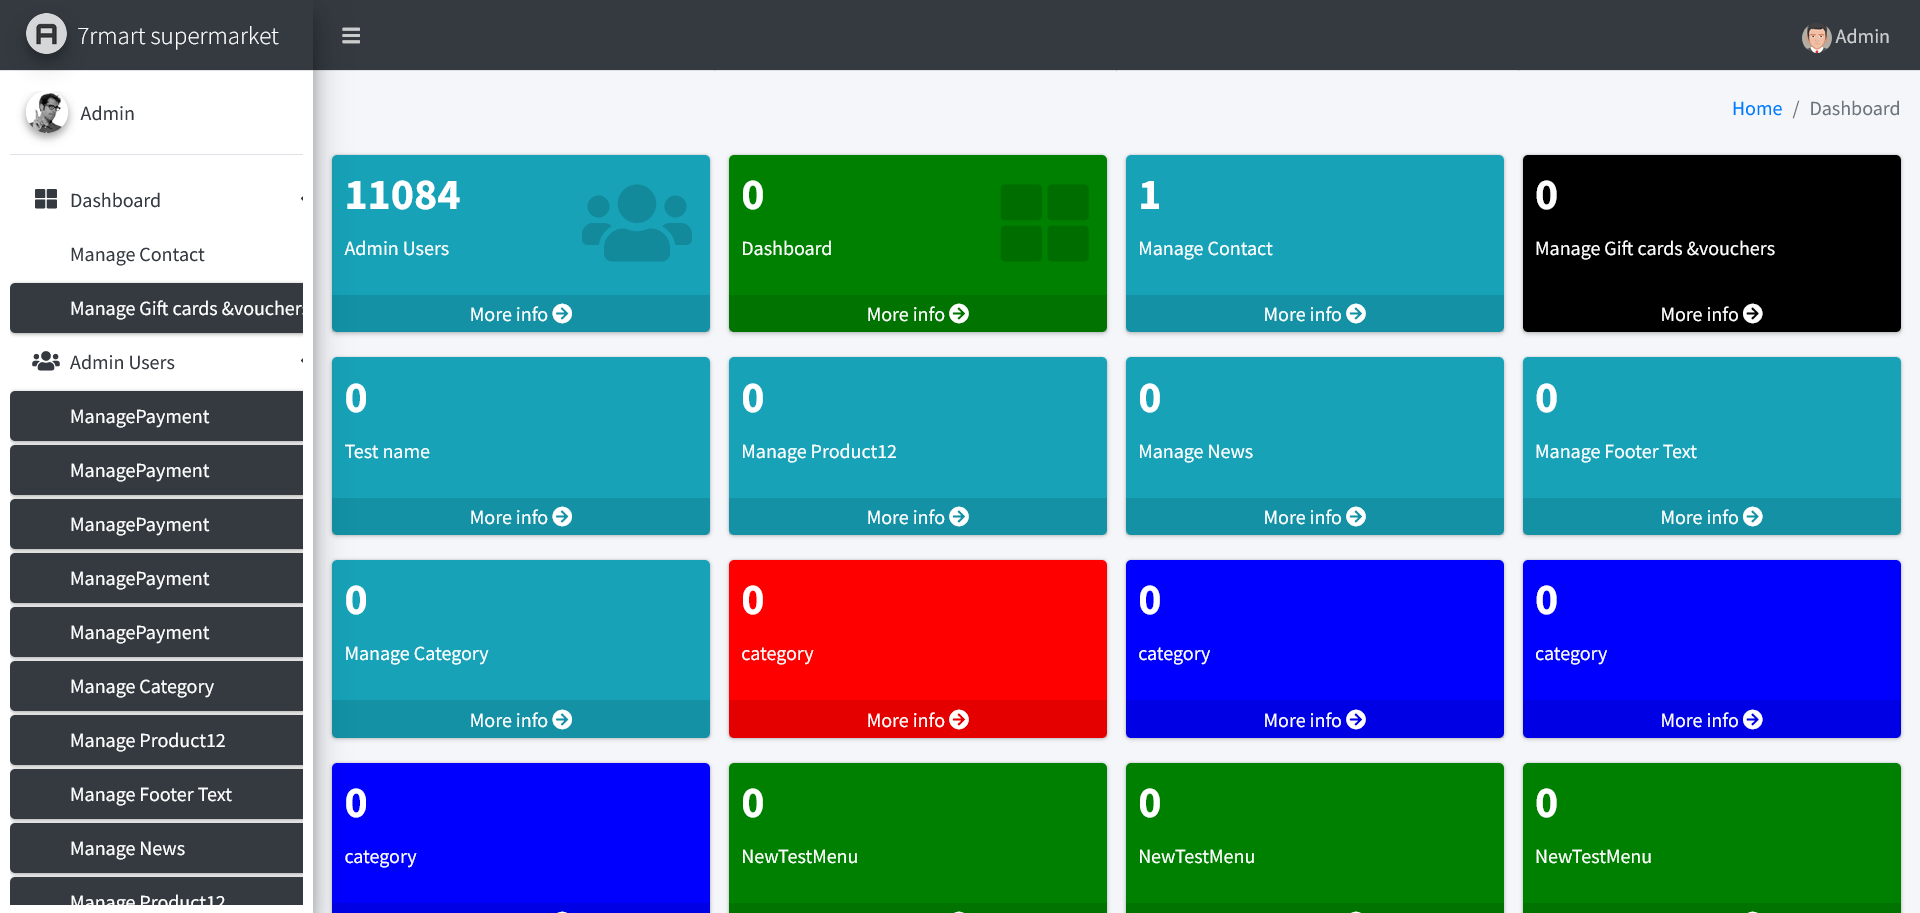 7rmart supermarket
Admin
Admin
Home / Dashboard
Dashboard
Manage Contact
Manage Gift cards &voucher
Admin Users
ManagePayment
ManagePayment
ManagePayment
ManagePayment
ManagePayment
Manage Category
Manage Product12
Manage Footer Text
Manage News
Manage Product12
11084
Admin Users
More info
0
Dashboard
More info
1
Manage Contact
More info
0
Manage Gift cards &vouchers
More info
0
Test name
More info
0
Manage Product12
More info
0
Manage News
More info
0
Manage Footer Text
More info
0
Manage Category
More info
0
category
More info
0
category
More info
0
category
More info
0
category
0
NewTestMenu
0
NewTestMenu
0
NewTestMenu